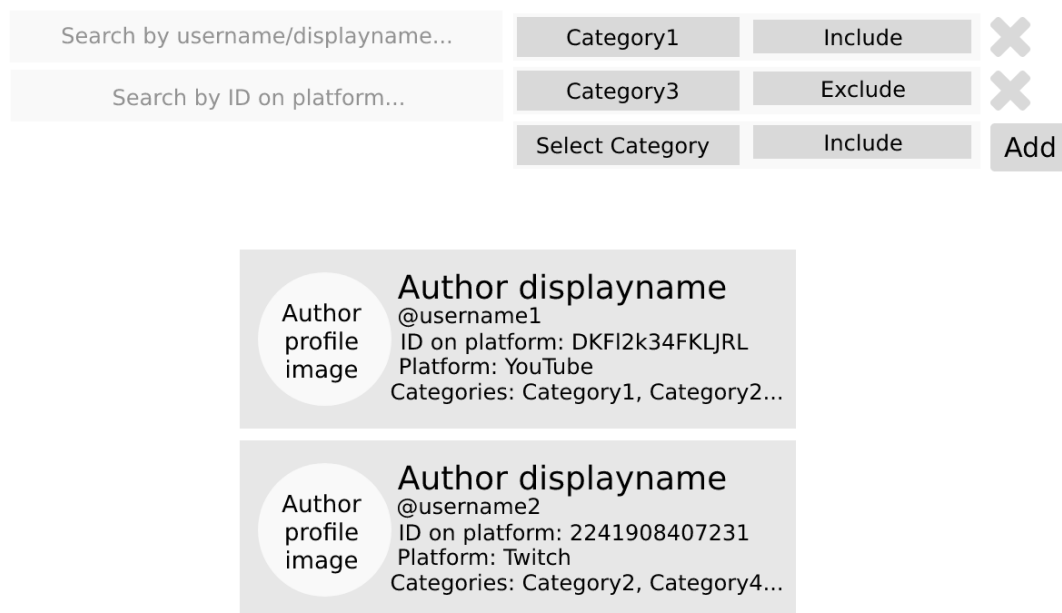 Search by username/displayname...
Search by ID on platform...
Category1
Include
Category3
Exclude
Select Category
Include
Add
Author
profile
image
Author displayname
@username1
ID on platform: DKFl2k34FKLJRL
Platform: YouTube
Categories: Category1, Category2...
Author
profile
image
Author displayname
@username2
ID on platform: 2241908407231
Platform: Twitch
Categories: Category2, Category4...